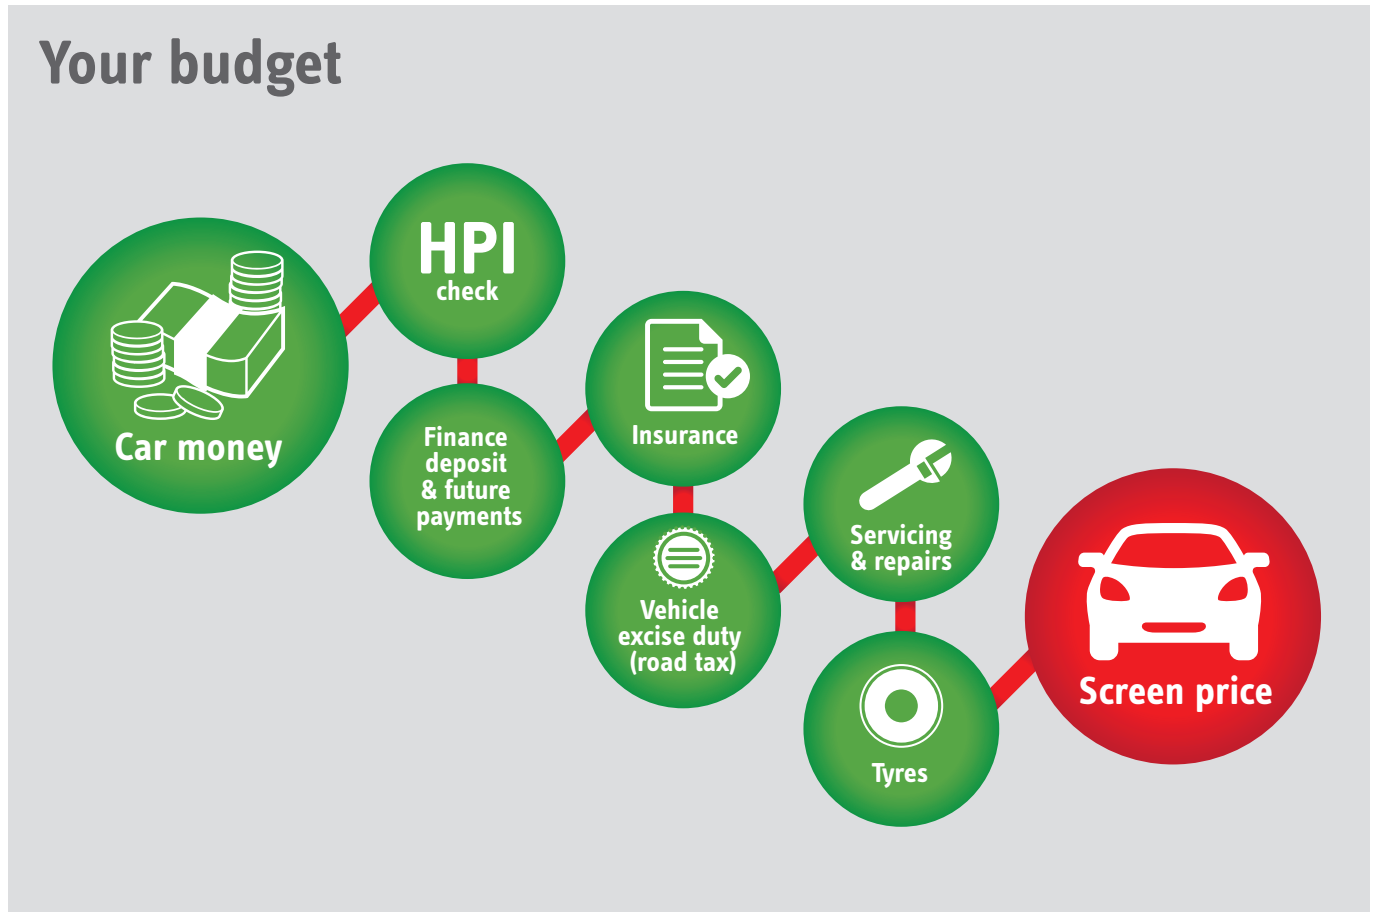 Your budget
Car money
HPI
check
Finance
deposit
& future
payments
Insurance
Vehicle
excise duty
(road tax)
Servicing
& repairs
Tyres
Screen price